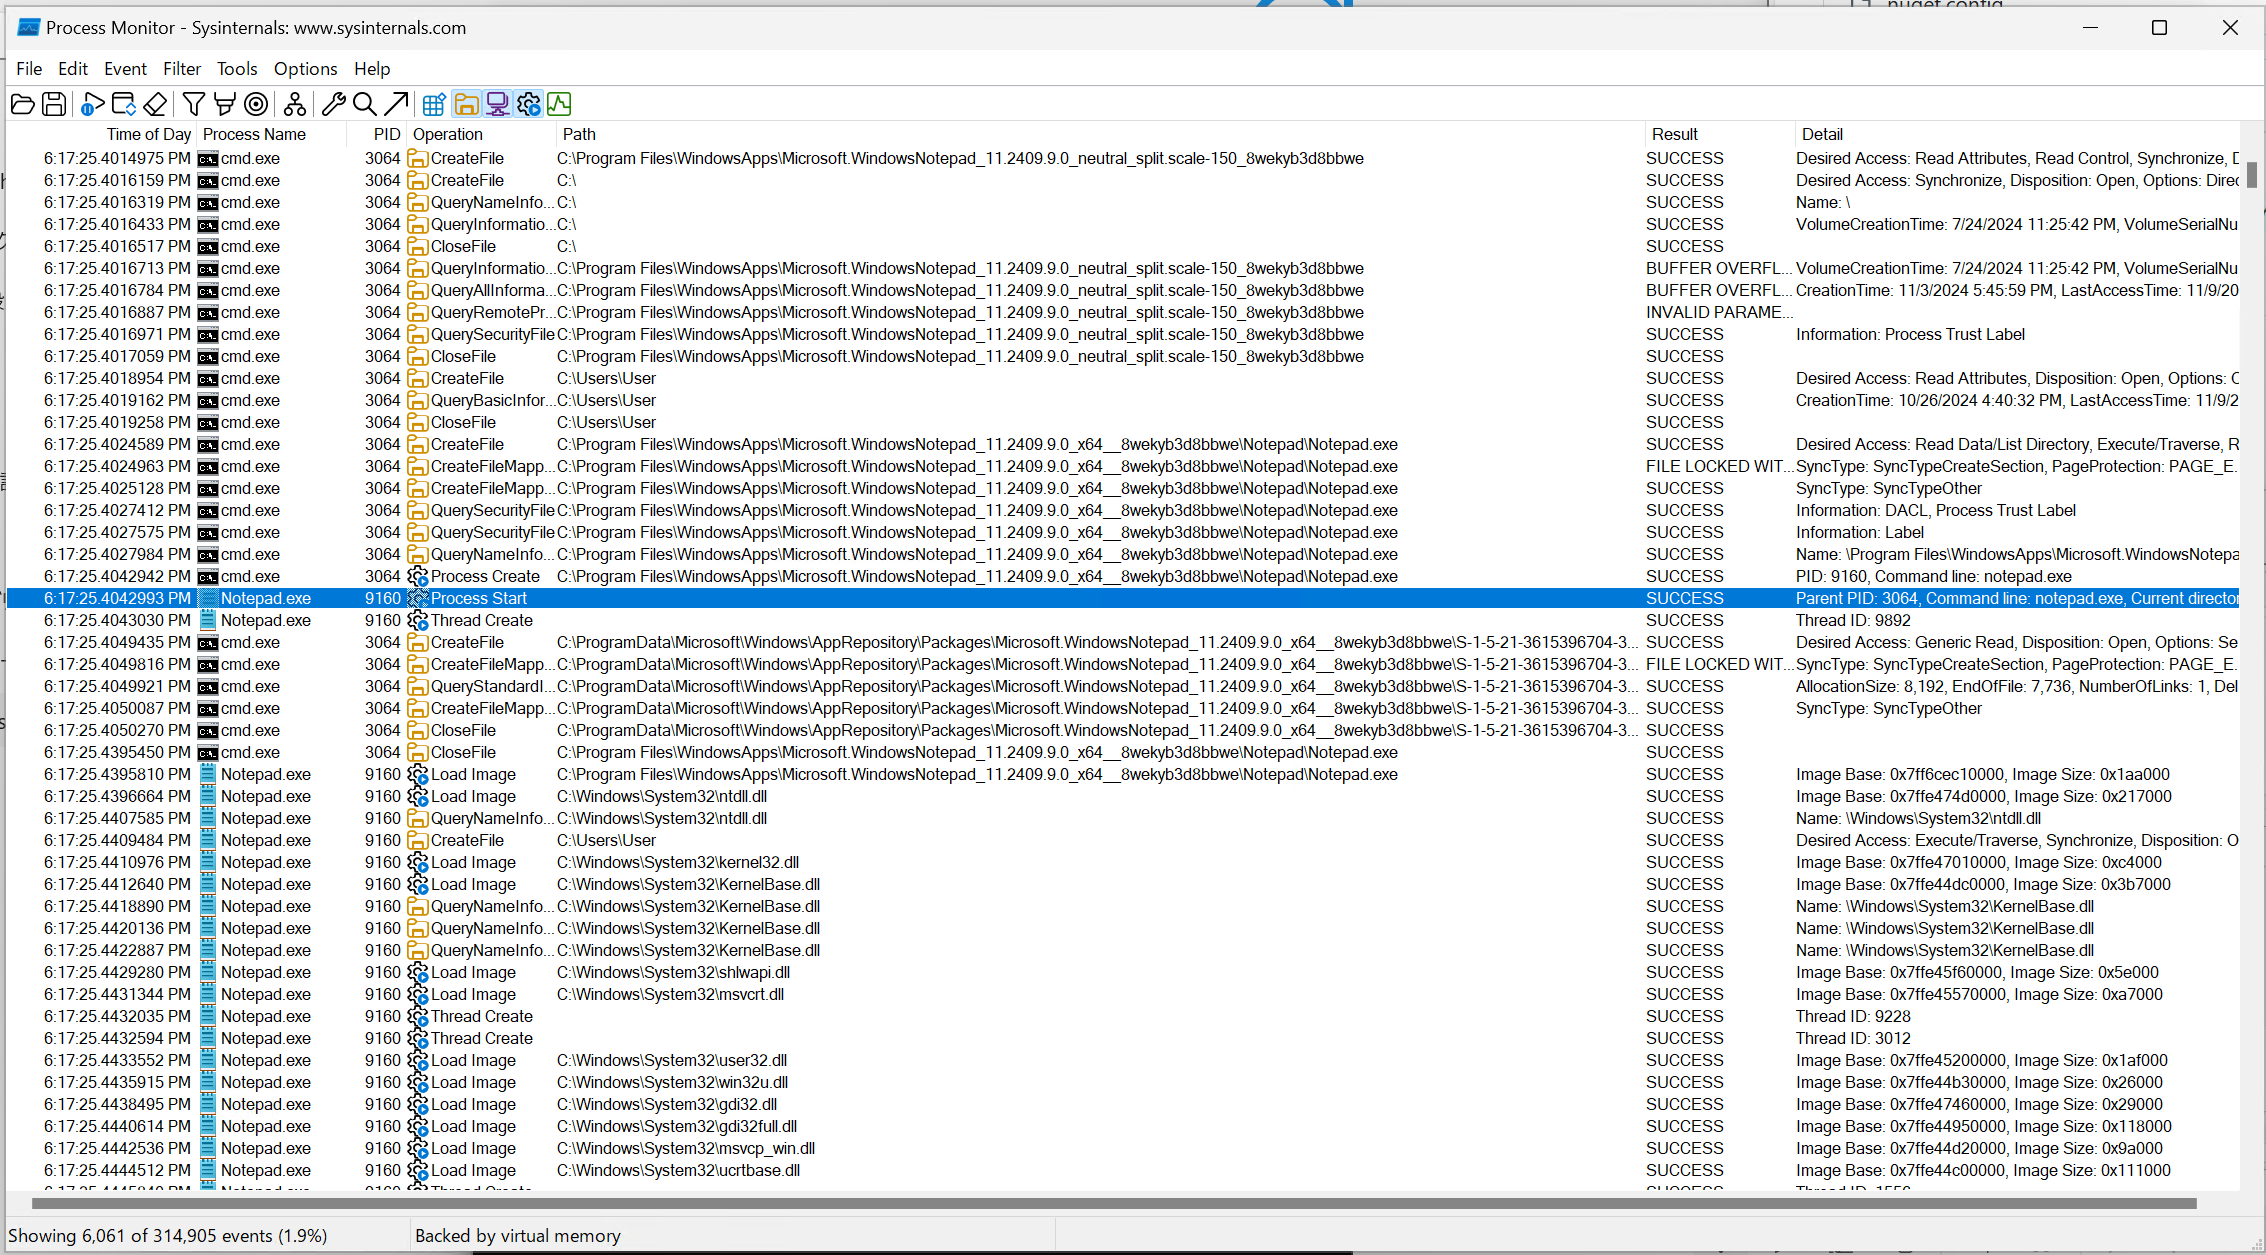 nuget.config
Process Monitor - Sysinternals: www.sysinternals.com
File Edit Event Filter Tools Options Help
Time of Day Process Name PID Operation Path Result Detail
6:17:25.4014975 PM cmd.exe 3064 CreateFile C:\Program Files\WindowsApps\Microsoft.WindowsNotepad_11.2409.9.0_neutral_split.scale-150_8wekyb3d8bbwe SUCCESS Desired Access: Read Attributes, Read Control, Synchronize,
6:17:25.4016159 PM cmd.exe 3064 CreateFile C:\ SUCCESS Desired Access: Synchronize, Disposition: Open, Options: Direc
6:17:25.4016319 PM cmd.exe 3064 QueryNameInfo... C:\ SUCCESS Name: \
6:17:25.4016433 PM cmd.exe 3064 QueryInformatio... C:\ SUCCESS VolumeCreationTime: 7/24/2024 11:25:42 PM, VolumeSerialNu
6:17:25.4016517 PM cmd.exe 3064 CloseFile C:\ SUCCESS
6:17:25.4016713 PM cmd.exe 3064 QueryInformatio... C:\Program Files\WindowsApps\Microsoft.WindowsNotepad_11.2409.9.0_neutral_split.scale-150_8wekyb3d8bbwe BUFFER OVERFL... VolumeCreationTime: 7/24/2024 11:25:42 PM, VolumeSerialNu
6:17:25.4016784 PM cmd.exe 3064 QueryAllInforma... C:\Program Files\WindowsApps\Microsoft.WindowsNotepad_11.2409.9.0_neutral_split.scale-150_8wekyb3d8bbwe BUFFER OVERFL... CreationTime: 11/3/2024 5:45:59 PM, LastAccessTime: 11/9/20
6:17:25.4016887 PM cmd.exe 3064 QueryRemotePr... C:\Program Files\WindowsApps\Microsoft.WindowsNotepad_11.2409.9.0_neutral_split.scale-150_8wekyb3d8bbwe INVALID PARAME...
6:17:25.4016971 PM cmd.exe 3064 QuerySecurityFile C:\Program Files\WindowsApps\Microsoft.WindowsNotepad_11.2409.9.0_neutral_split.scale-150_8wekyb3d8bbwe SUCCESS Information: Process Trust Label
6:17:25.4017059 PM cmd.exe 3064 CloseFile C:\Program Files\WindowsApps\Microsoft.WindowsNotepad_11.2409.9.0_neutral_split.scale-150_8wekyb3d8bbwe SUCCESS
6:17:25.4018954 PM cmd.exe 3064 CreateFile C:\Users\User SUCCESS Desired Access: Read Attributes, Disposition: Open, Options:
6:17:25.4019162 PM cmd.exe 3064 QueryBasicInfor... C:\Users\User SUCCESS CreationTime: 10/26/2024 4:40:32 PM, LastAccessTime: 11/9/2
6:17:25.4019258 PM cmd.exe 3064 CloseFile C:\Users\User SUCCESS
6:17:25.4024589 PM cmd.exe 3064 CreateFile C:\Program Files\WindowsApps\Microsoft.WindowsNotepad_11.2409.9.0_x64__8wekyb3d8bbwe\Notepad\Notepad.exe SUCCESS Desired Access: Read Data/List Directory, Execute/Traverse, R
6:17:25.4024963 PM cmd.exe 3064 CreateFileMapp... C:\Program Files\WindowsApps\Microsoft.WindowsNotepad_11.2409.9.0_x64__8wekyb3d8bbwe\Notepad\Notepad.exe FILE LOCKED WIT... SyncType: SyncTypeCreateSection, PageProtection: PAGE_E.
6:17:25.4025128 PM cmd.exe 3064 CreateFileMapp... C:\Program Files\WindowsApps\Microsoft.WindowsNotepad_11.2409.9.0_x64__8wekyb3d8bbwe\Notepad\Notepad.exe SUCCESS SyncType: SyncTypeOther
6:17:25.4027412 PM cmd.exe 3064 QuerySecurityFile C:\Program Files\WindowsApps\Microsoft.WindowsNotepad_11.2409.9.0_x64__8wekyb3d8bbwe\Notepad\Notepad.exe SUCCESS Information: DACL, Process Trust Label
6:17:25.4027575 PM cmd.exe 3064 QuerySecurityFile C:\Program Files\WindowsApps\Microsoft.WindowsNotepad_11.2409.9.0_x64__8wekyb3d8bbwe\Notepad\Notepad.exe SUCCESS Information: Label
6:17:25.4027984 PM cmd.exe 3064 QueryNameInfo... C:\Program Files\WindowsApps\Microsoft.WindowsNotepad_11.2409.9.0_x64__8wekyb3d8bbwe\Notepad\Notepad.exe SUCCESS Name: \Program Files\WindowsApps\Microsoft.WindowsNotepa
6:17:25.4042942 PM cmd.exe 3064 Process Create C:\Program Files\WindowsApps\Microsoft.WindowsNotepad_11.2409.9.0_x64__8wekyb3d8bbwe\Notepad\Notepad.exe SUCCESS PID: 9160, Command line: notepad.exe
6:17:25.4042993 PM Notepad.exe 9160 Process Start SUCCESS Parent PID: 3064, Command line: notepad.exe, Current director
6:17:25.4043030 PM Notepad.exe 9160 Thread Create SUCCESS Thread ID: 9892
6:17:25.4049435 PM cmd.exe 3064 CreateFile C:\ProgramData\Microsoft\Windows\AppRepository\Packages\Microsoft.WindowsNotepad_11.2409.9.0_x64__8wekyb3d8bbwe\S-1-5-21-3615396704-3... SUCCESS Desired Access: Generic Read, Disposition: Open, Options: Se
6:17:25.4049816 PM cmd.exe 3064 CreateFileMapp... C:\ProgramData\Microsoft\Windows\AppRepository\Packages\Microsoft.WindowsNotepad_11.2409.9.0_x64__8wekyb3d8bbwe\S-1-5-21-3615396704-3... FILE LOCKED WIT... SyncType: SyncTypeCreateSection, PageProtection: PAGE_E.
6:17:25.4049921 PM cmd.exe 3064 QueryStandardI... C:\ProgramData\Microsoft\Windows\AppRepository\Packages\Microsoft.WindowsNotepad_11.2409.9.0_x64__8wekyb3d8bbwe\S-1-5-21-3615396704-3... SUCCESS AllocationSize: 8,192, EndOfFile: 7,736, NumberOfLinks: 1, Del
6:17:25.4050087 PM cmd.exe 3064 CreateFileMapp... C:\ProgramData\Microsoft\Windows\AppRepository\Packages\Microsoft.WindowsNotepad_11.2409.9.0_x64__8wekyb3d8bbwe\S-1-5-21-3615396704-3... SUCCESS SyncType: SyncTypeOther
6:17:25.4050270 PM cmd.exe 3064 CloseFile C:\ProgramData\Microsoft\Windows\AppRepository\Packages\Microsoft.WindowsNotepad_11.2409.9.0_x64__8wekyb3d8bbwe\S-1-5-21-3615396704-3... SUCCESS
6:17:25.4395450 PM cmd.exe 3064 CloseFile C:\Program Files\WindowsApps\Microsoft.WindowsNotepad_11.2409.9.0_x64__8wekyb3d8bbwe\Notepad\Notepad.exe SUCCESS
6:17:25.4395810 PM Notepad.exe 9160 Load Image C:\Program Files\WindowsApps\Microsoft.WindowsNotepad_11.2409.9.0_x64__8wekyb3d8bbwe\Notepad\Notepad.exe SUCCESS Image Base: 0x7ff6cec10000, Image Size: 0x1aa000
6:17:25.4396664 PM Notepad.exe 9160 Load Image C:\Windows\System32\ntdll.dll SUCCESS Image Base: 0x7ffe474d0000, Image Size: 0x217000
6:17:25.4407585 PM Notepad.exe 9160 QueryNameInfo... C:\Windows\System32\ntdll.dll SUCCESS Name: \Windows\System32\ntdll.dll
6:17:25.4409484 PM Notepad.exe 9160 CreateFile C:\Users\User SUCCESS Desired Access: Execute/Traverse, Synchronize, Disposition: O
6:17:25.4410976 PM Notepad.exe 9160 Load Image C:\Windows\System32\kernel32.dll SUCCESS Image Base: 0x7ffe47010000, Image Size: 0xc4000
6:17:25.4412640 PM Notepad.exe 9160 Load Image C:\Windows\System32\KernelBase.dll SUCCESS Image Base: 0x7ffe44dc0000, Image Size: 0x3b7000
6:17:25.4418890 PM Notepad.exe 9160 QueryNameInfo... C:\Windows\System32\KernelBase.dll SUCCESS Name: \Windows\System32\KernelBase.dll
6:17:25.4420136 PM Notepad.exe 9160 QueryNameInfo... C:\Windows\System32\KernelBase.dll SUCCESS Name: \Windows\System32\KernelBase.dll
6:17:25.4422887 PM Notepad.exe 9160 QueryNameInfo... C:\Windows\System32\KernelBase.dll SUCCESS Name: \Windows\System32\KernelBase.dll
6:17:25.4429280 PM Notepad.exe 9160 Load Image C:\Windows\System32\shlwapi.dll SUCCESS Image Base: 0x7ffe45f60000, Image Size: 0x5e000
6:17:25.4431344 PM Notepad.exe 9160 Load Image C:\Windows\System32\msvcrt.dll SUCCESS Image Base: 0x7ffe45570000, Image Size: 0xa7000
6:17:25.4432035 PM Notepad.exe 9160 Thread Create SUCCESS Thread ID: 9228
6:17:25.4432594 PM Notepad.exe 9160 Thread Create SUCCESS Thread ID: 3012
6:17:25.4433552 PM Notepad.exe 9160 Load Image C:\Windows\System32\user32.dll SUCCESS Image Base: 0x7ffe45200000, Image Size: 0x1af000
6:17:25.4435915 PM Notepad.exe 9160 Load Image C:\Windows\System32\win32u.dll SUCCESS Image Base: 0x7ffe44b30000, Image Size: 0x26000
6:17:25.4438495 PM Notepad.exe 9160 Load Image C:\Windows\System32\gdi32.dll SUCCESS Image Base: 0x7ffe47460000, Image Size: 0x29000
6:17:25.4440614 PM Notepad.exe 9160 Load Image C:\Windows\System32\gdi32full.dll SUCCESS Image Base: 0x7ffe44950000, Image Size: 0x118000
6:17:25.4442536 PM Notepad.exe 9160 Load Image C:\Windows\System32\msvcp_win.dll SUCCESS Image Base: 0x7ffe44d20000, Image Size: 0x9a000
6:17:25.4444512 PM Notepad.exe 9160 Load Image C:\Windows\System32\ucrtbase.dll SUCCESS Image Base: 0x7ffe44c00000, Image Size: 0x111000
Showing 6,061 of 314,905 events (1.9%) Backed by virtual memory